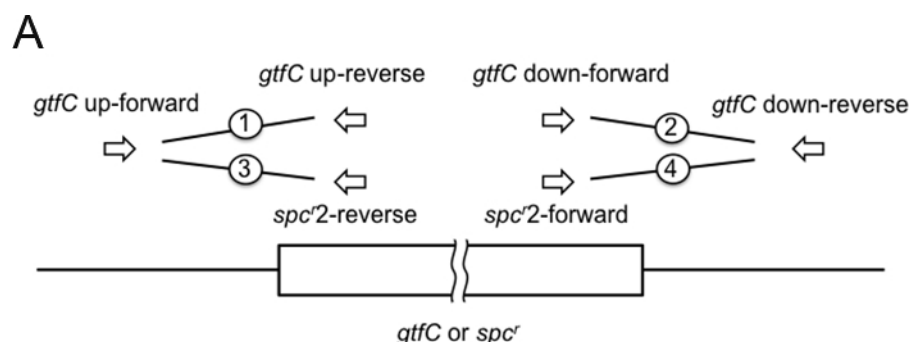 A
gtfC up-reverse
gtfC down-forward
gtfC up-forward
gtfC down-reverse
1
2
3
4
spcʳ2-reverse
spcʳ2-forward
gtfC or spcʳ